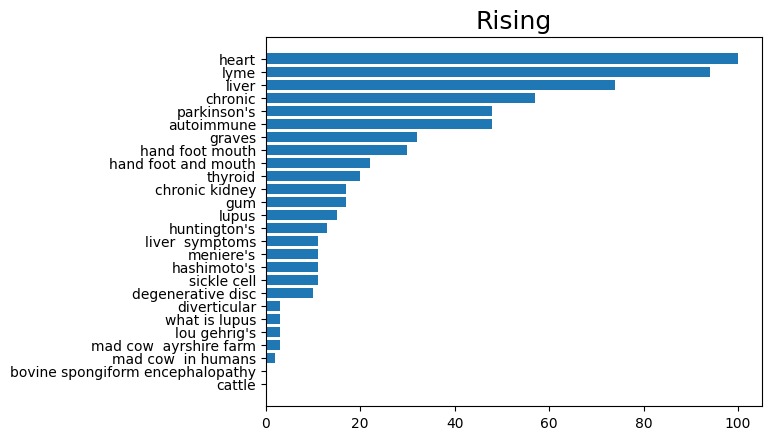 Rising
heart
lyme
liver
chronic
parkinson's
autoimmune
graves
hand foot mouth
hand foot and mouth
thyroid
chronic kidney
gum
lupus
huntington's
liver  symptoms
meniere's
hashimoto's
sickle cell
degenerative disc
diverticular
what is lupus
lou gehrig's
mad cow  ayrshire farm
mad cow  in humans
bovine spongiform encephalopathy
cattle
0 20 40 60 80 100